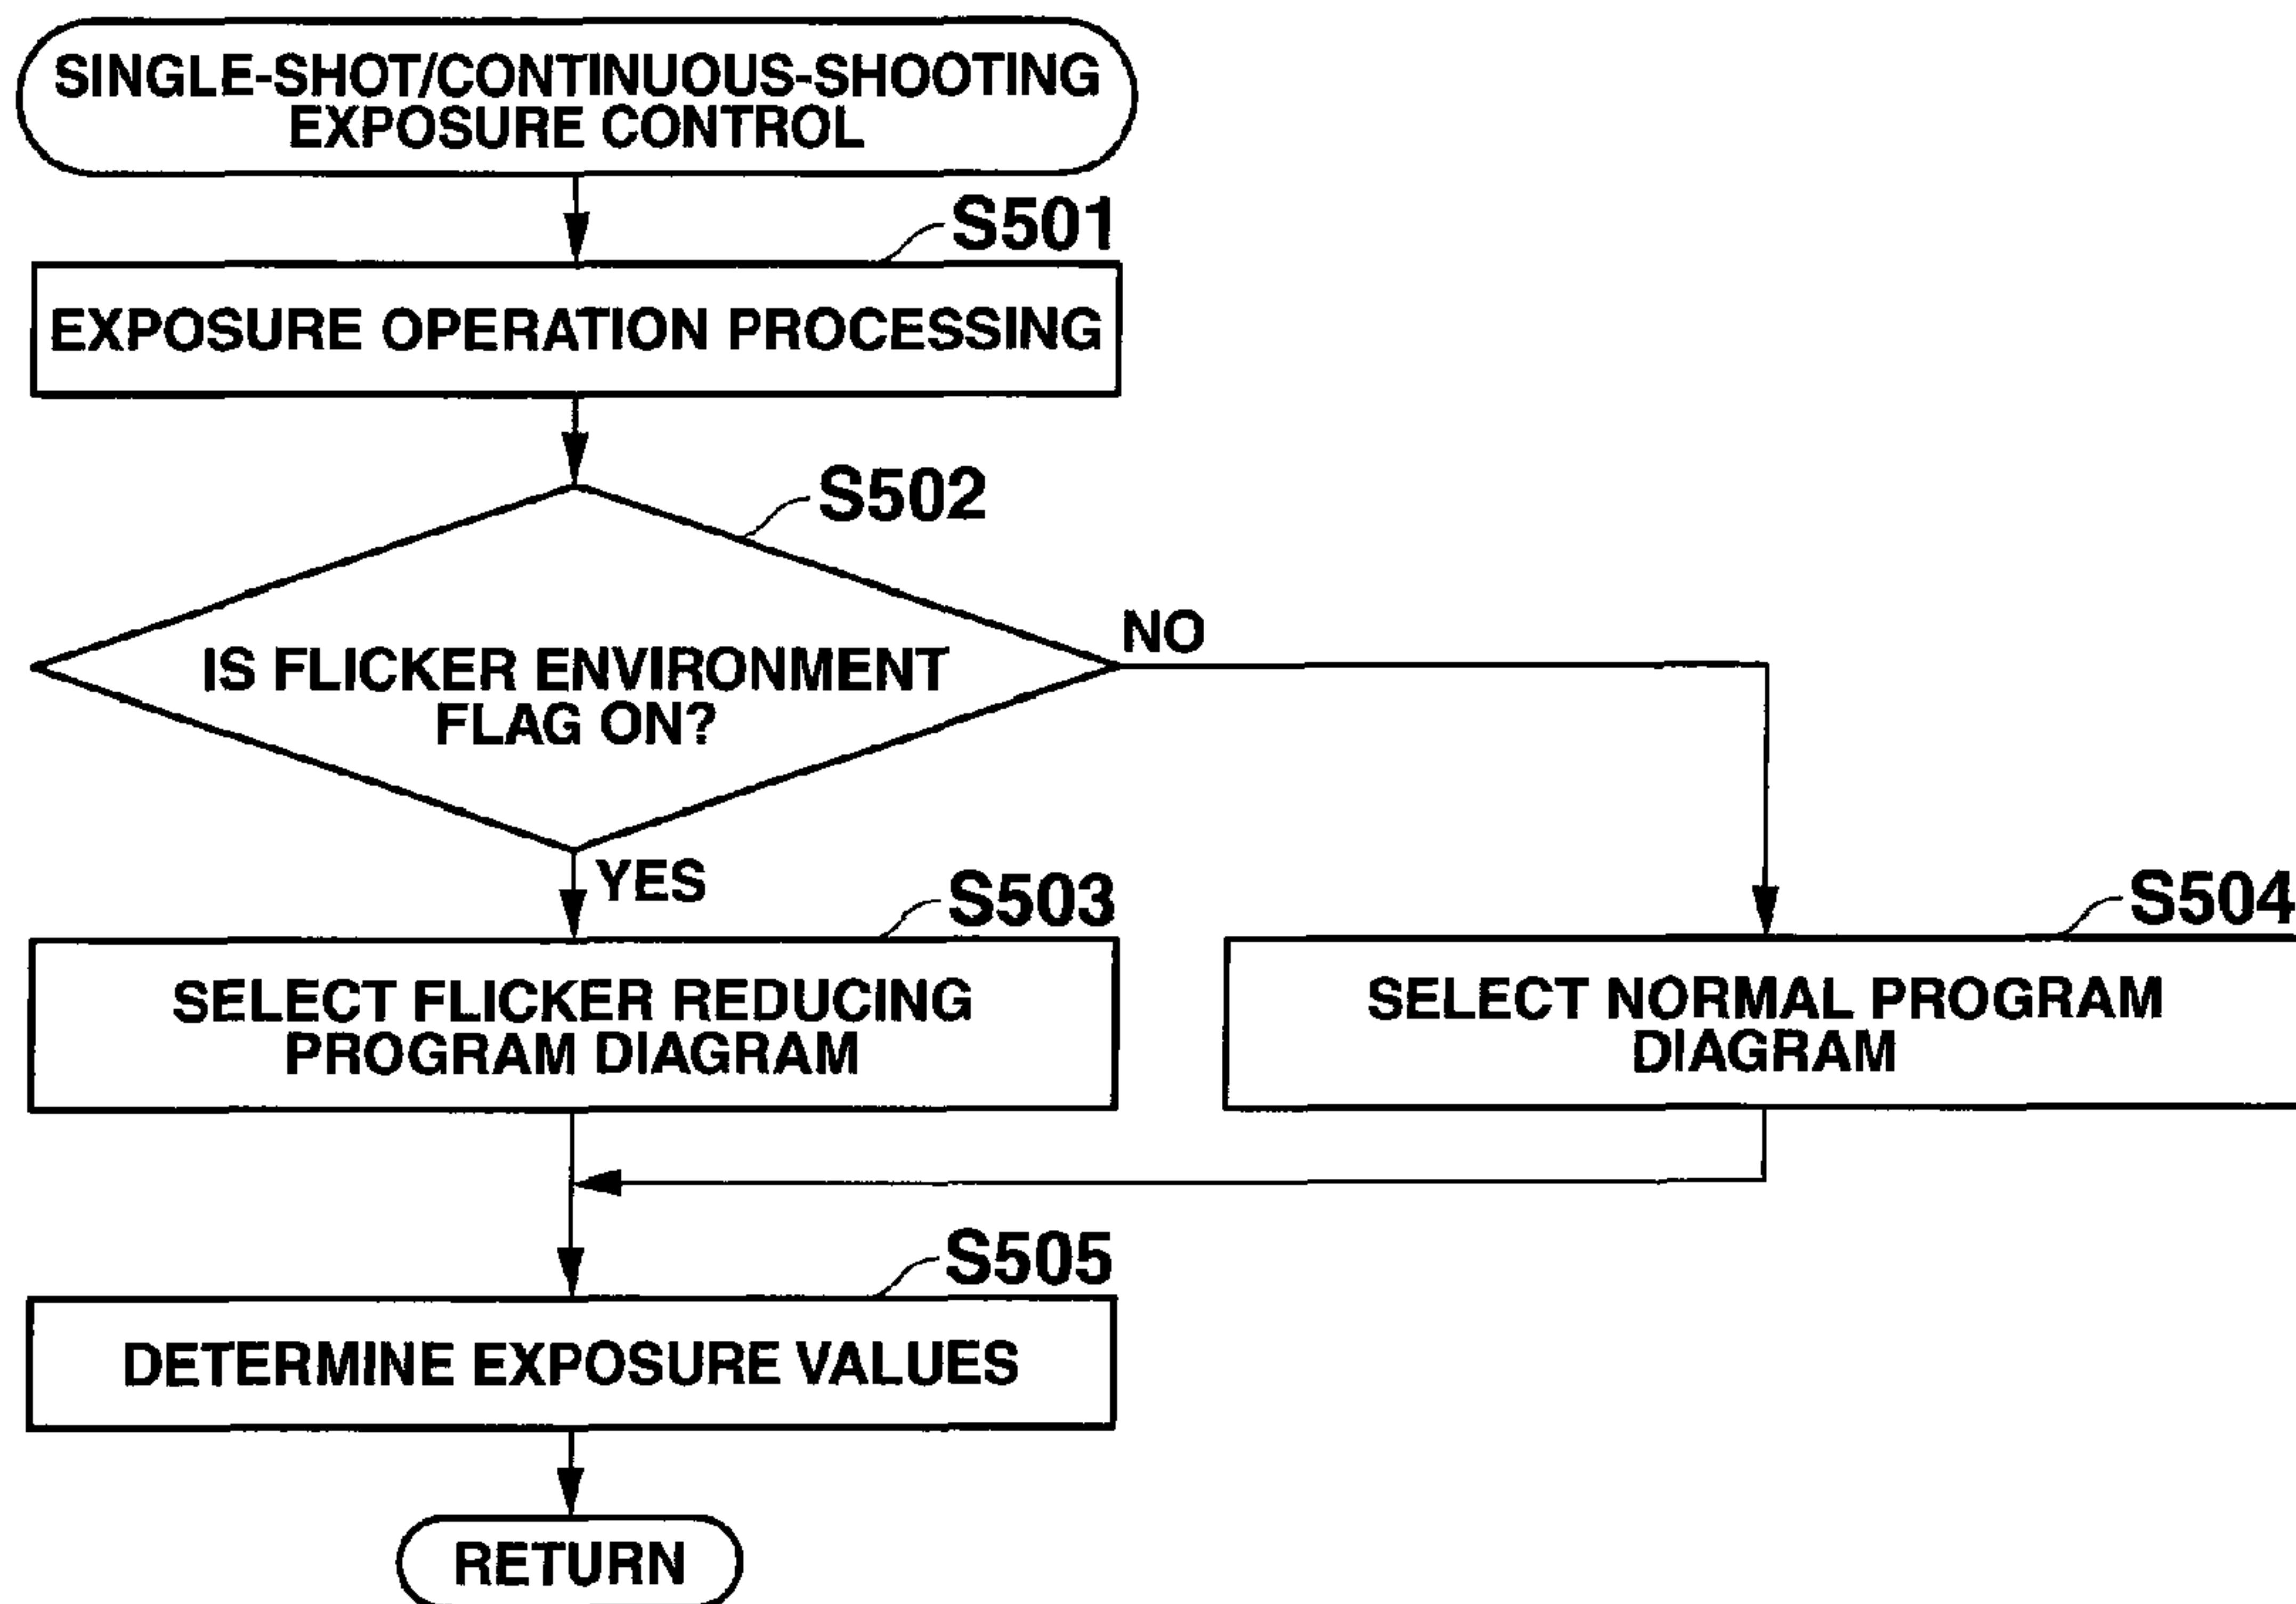 SINGLE-SHOT/CONTINUOUS-SHOOTING
EXPOSURE CONTROL
S501
EXPOSURE OPERATION PROCESSING
S502
IS FLICKER ENVIRONMENT
FLAG ON?
NO
YES
S503
SELECT FLICKER REDUCING
PROGRAM DIAGRAM
S504
SELECT NORMAL PROGRAM
DIAGRAM
S505
DETERMINE EXPOSURE VALUES
RETURN